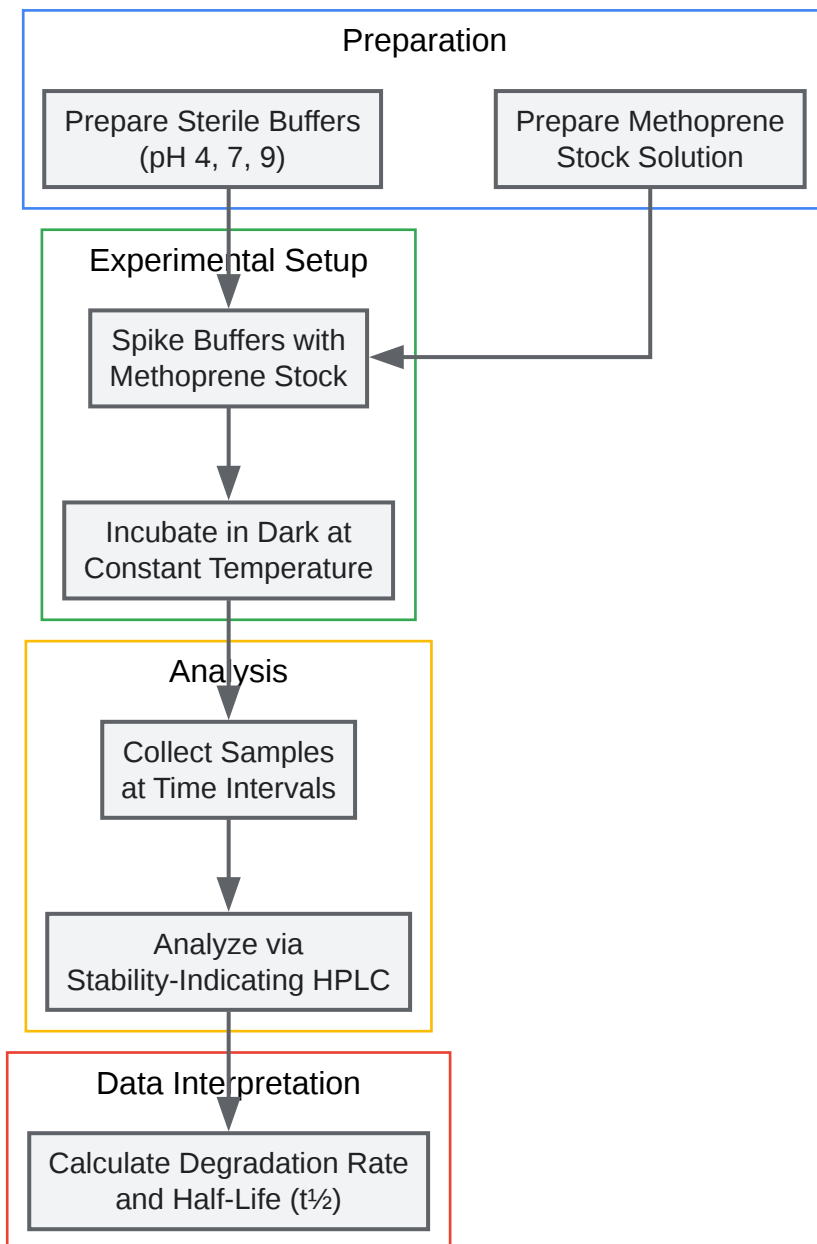 Preparation
Prepare Sterile Buffers
(pH 4, 7, 9)
Prepare Methoprene
Stock Solution
Experimental Setup
Spike Buffers with
Methoprene Stock
Incubate in Dark at
Constant Temperature
Analysis
Collect Samples
at Time Intervals
Analyze via
Stability-Indicating HPLC
Data Interpretation
Calculate Degradation Rate
and Half-Life (t½)